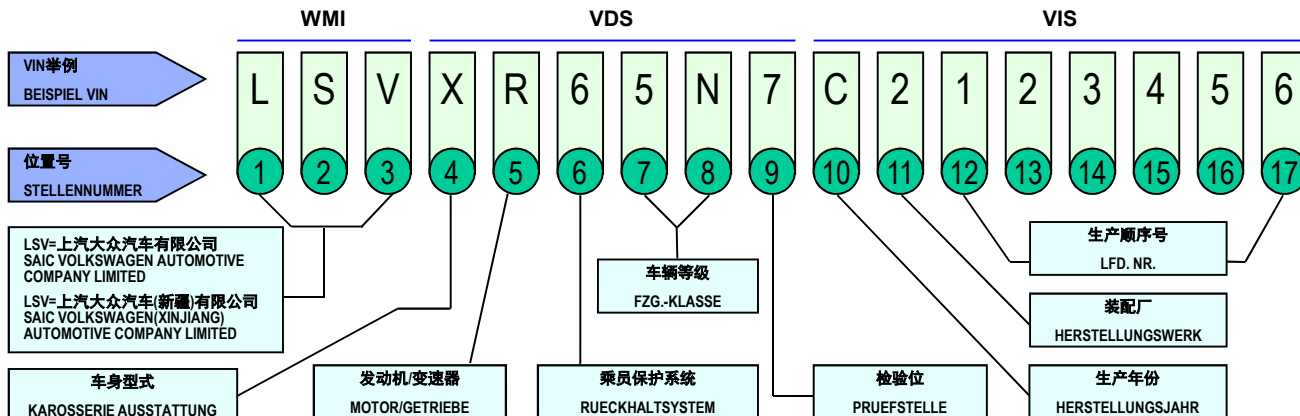 WMI VDS VIS
VIN举例
BEISPIEL VIN
L S V X R 6 5 N 7 C 2 1 2 3 4 5 6
位置号
STELLENNUMMER
1 2 3 4 5 6 7 8 9 10 11 12 13 14 15 16 17
LSV=上汽大众汽车有限公司
SAIC VOLKSWAGEN AUTOMOTIVE
COMPANY LIMITED
LSV=上汽大众汽车(新疆)有限公司
SAIC VOLKSWAGEN(XINJIANG)
AUTOMOTIVE COMPANY LIMITED
车辆等级
FZG.-KLASSE
生产顺序号
LFD. NR.
装配厂
HERSTELLUNGSWERK
车身型式
KAROSSERIE AUSSTATTUNG
发动机/变速器
MOTOR/GETRIEBE
乘员保护系统
RUECKHALTSYSTEM
检验位
PRUEFSTELLE
生产年份
HERSTELLUNGSJAHR